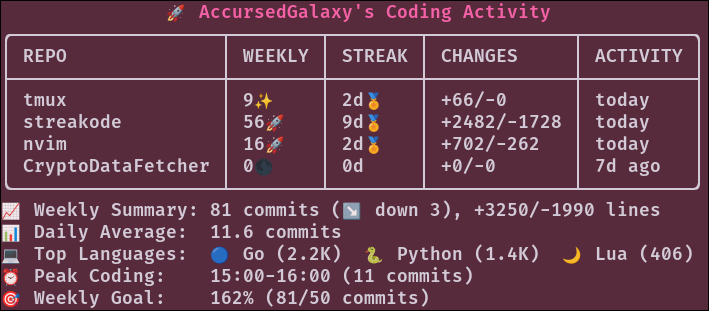 🚀 AccursedGalaxy's Coding Activity
REPO WEEKLY STREAK CHANGES ACTIVITY
tmux 9✨ 2d🏅 +66/-0 today
streakode 56🚀 9d🏅 +2482/-1728 today
nvim 16🚀 2d🏅 +702/-262 today
CryptoDataFetcher 0🌑 0d +0/-0 7d ago
📈 Weekly Summary: 81 commits (↘️ down 3), +3250/-1990 lines
📊 Daily Average: 11.6 commits
💻 Top Languages: 🔵 Go (2.2K) 🐍 Python (1.4K) 🌙 Lua (406)
⏰ Peak Coding: 15:00-16:00 (11 commits)
🎯 Weekly Goal: 162% (81/50 commits)